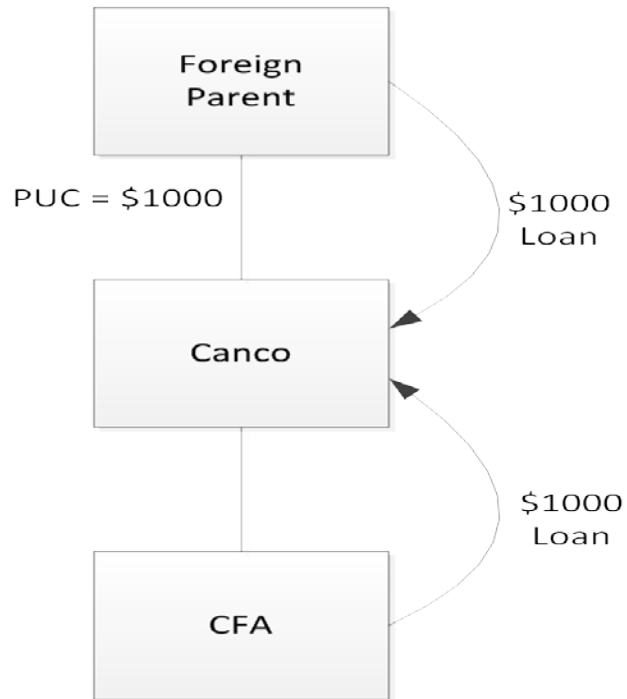 Foreign
Parent
PUC = $1000
$1000
Loan
Canco
$1000
Loan
CFA